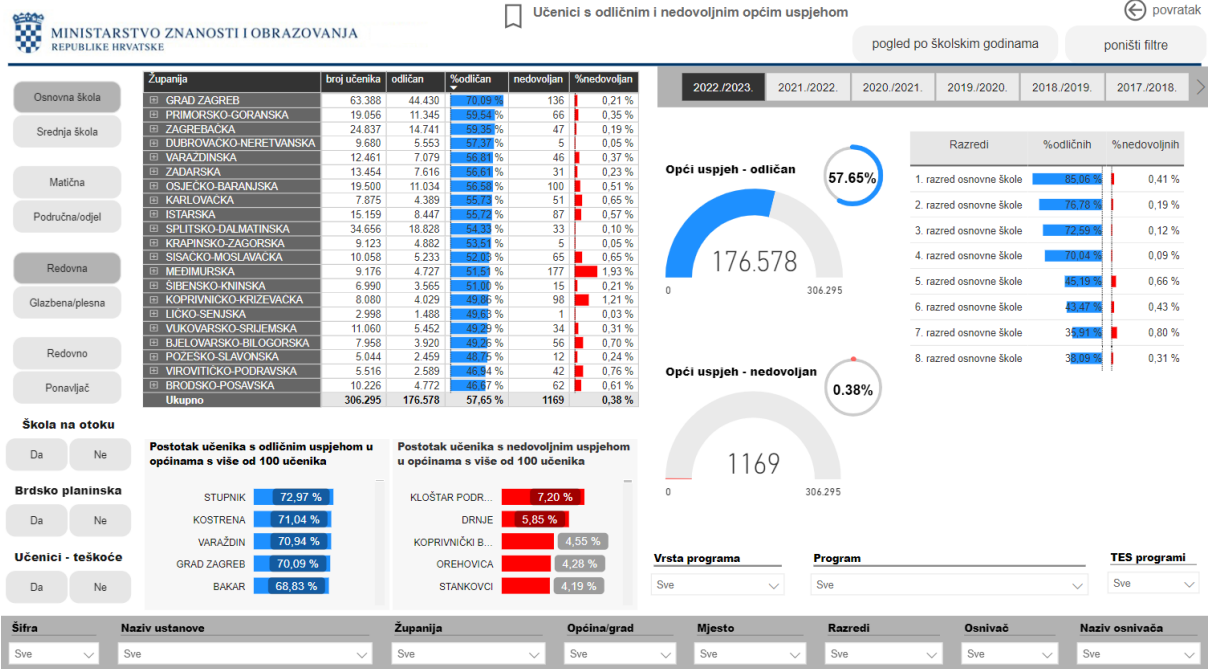 MINISTARSTVO ZNANOSTI I OBRAZOVANJA
REPUBLIKE HRVATSKE
Učenici s odličnim i nedovoljnim općim uspjehom
povratak
pogled po školskim godinama
poništi filtre
Osnovna škola
Srednja škola
Matična
Područna/odjel
Redovna
Glazbena/plesna
Redovno
Ponavljač
Škola na otoku
Da Ne
Brdsko planinska
Da Ne
Učenici - teškoće
Da Ne
Županija broj učenika odličan %odličan nedovoljan %nedovoljan
GRAD ZAGREB 63.388 44.430 70,09 % 136 0,21 %
PRIMORSKO-GORANSKA 19.056 11.345 59,54 % 66 0,35 %
ZAGREBAČKA 24.837 14.741 59,35 % 47 0,19 %
DUBROVAČKO-NERETVANSKA 9.680 5.553 57,37 % 5 0,05 %
VARAŽDINSKA 12.461 7.079 56,81 % 46 0,37 %
ZADARSKA 13.454 7.616 56,61 % 31 0,23 %
OSJEČKO-BARANJSKA 19.500 11.034 56,58 % 100 0,51 %
KARLOVAČKA 7.875 4.389 55,73 % 51 0,65 %
ISTARSKA 15.159 8.447 55,72 % 87 0,57 %
SPLITSKO-DALMATINSKA 34.656 18.828 54,33 % 33 0,10 %
KRAPINSKO-ZAGORSKA 9.123 4.882 53,51 % 5 0,05 %
SISAČKO-MOSLAVAČKA 10.058 5.233 52,03 % 65 0,65 %
MEĐIMURSKA 9.176 4.727 51,51 % 177 1,93 %
ŠIBENSKO-KNINSKA 6.990 3.565 51,00 % 15 0,21 %
KOPRIVNIČKO-KRIŽEVAČKA 8.080 4.029 49,86 % 98 1,21 %
LIČKO-SENJSKA 2.998 1.488 49,63 % 1 0,03 %
VUKOVARSKO-SRIJEMSKA 11.060 5.452 49,29 % 34 0,31 %
BJELOVARSKO-BILOGORSKA 7.958 3.920 49,26 % 56 0,70 %
POŽEŠKO-SLAVONSKA 5.044 2.459 48,75 % 12 0,24 %
VIROVITIČKO-PODRAVSKA 5.516 2.589 46,94 % 42 0,76 %
BRODSKO-POSAVSKA 10.226 4.772 46,67 % 62 0,61 %
Ukupno 306.295 176.578 57,65 % 1169 0,38 %
Postotak učenika s odličnim uspjehom u
općinama s više od 100 učenika
STUPNIK 72,97 %
KOSTRENA 71,04 %
VARAŽDIN 70,94 %
GRAD ZAGREB 70,09 %
BAKAR 68,83 %
Postotak učenika s nedovoljnim uspjehom
u općinama s više od 100 učenika
KLOŠTAR PODR... 7,20 %
DRNJE 5,85 %
KOPRIVNIČKI B... 4,55 %
OREHOVICA 4,28 %
STANKOVCI 4,19 %
2022./2023. 2021./2022. 2020./2021. 2019./2020. 2018./2019. 2017./2018.
Opći uspjeh - odličan
57.65%
176.578
0 306.295
Opći uspjeh - nedovoljan
0.38%
1169
0 306.295
Razredi %odličnih %nedovoljnih
1. razred osnovne škole 85,06 % 0,41 %
2. razred osnovne škole 76,78 % 0,19 %
3. razred osnovne škole 72,59 % 0,12 %
4. razred osnovne škole 70,04 % 0,09 %
5. razred osnovne škole 45,19 % 0,66 %
6. razred osnovne škole 43,47 % 0,43 %
7. razred osnovne škole 35,91 % 0,80 %
8. razred osnovne škole 38,09 % 0,31 %
Vrsta programa Program TES programi
Sve Sve Sve
Šifra Naziv ustanove Županija Općina/grad Mjesto Razredi Osnivač Naziv osnivača
Sve Sve Sve Sve Sve Sve Sve Sve